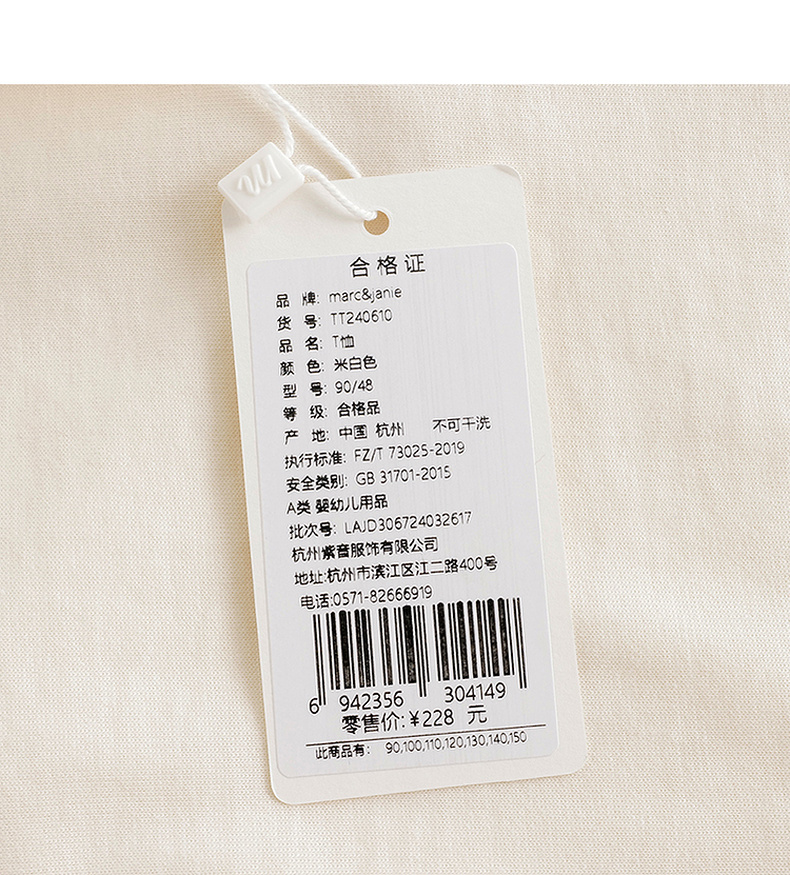 合格证
品 牌: marc&janie
货 号: TT240610
品 名: T恤
颜 色: 米白色
型 号: 90/48
等 级: 合格品
产 地: 中国 杭州 不可干洗
执行标准: FZ/T 73025-2019
安全类别: GB 31701-2015
A类 婴幼儿用品
批次号: LAJD306724032617
杭州紫音服饰有限公司
地址:杭州市滨江区江二路400号
电话:0571-82666919
6 942356 304149
零售价:¥228 元
此商品有: 90,100,110,120,130,140,150